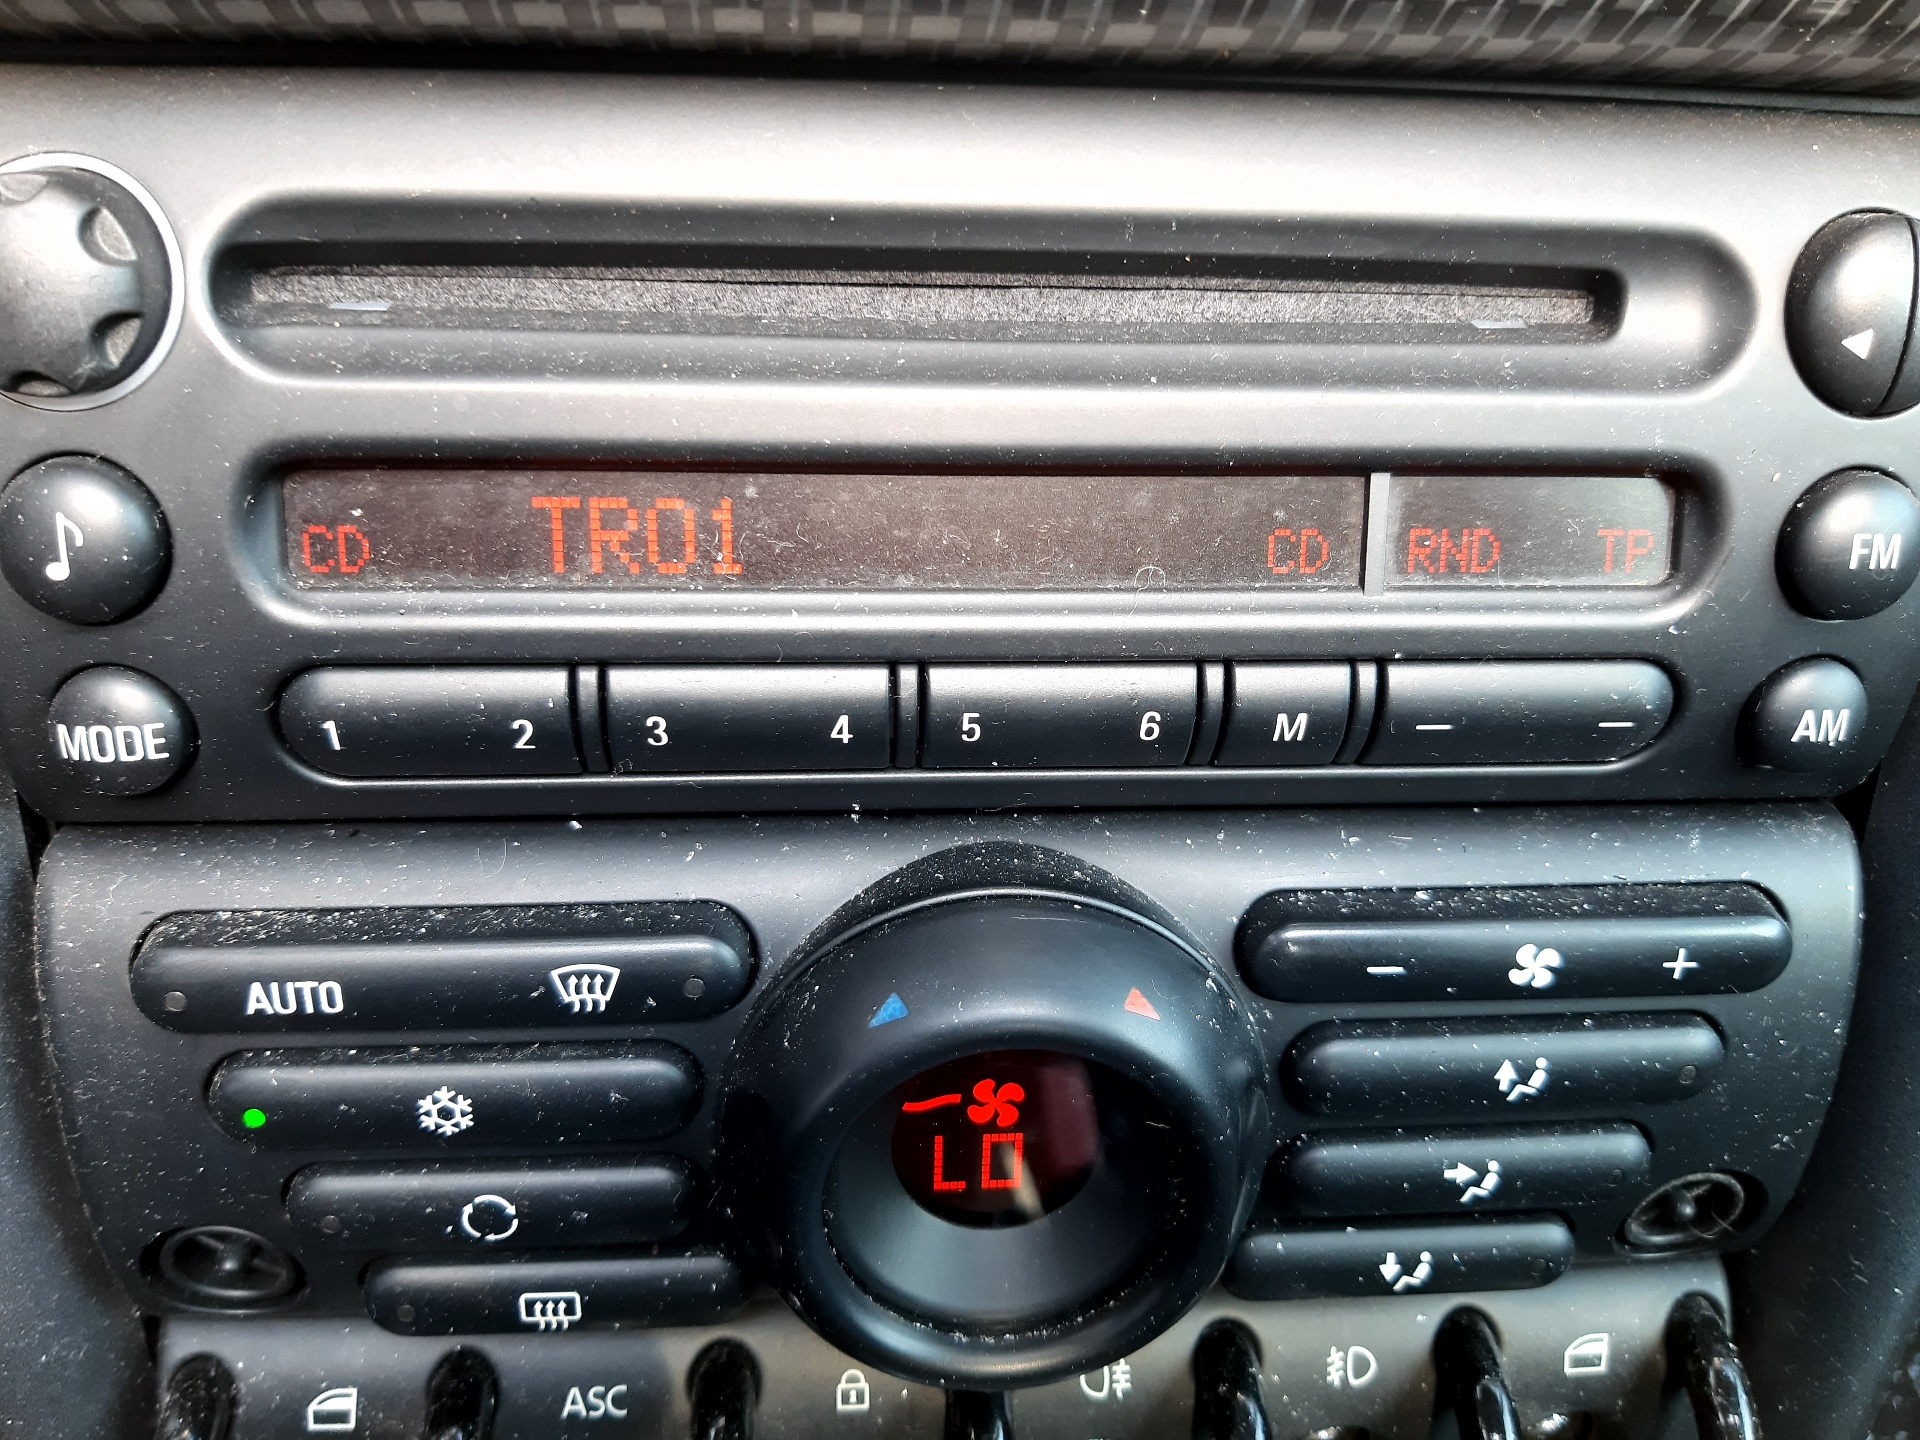 CD TR01 CD RND TP
FM
MODE
1 2 3 4 5 6 M — —
AM
AUTO
— +
LO
ASC